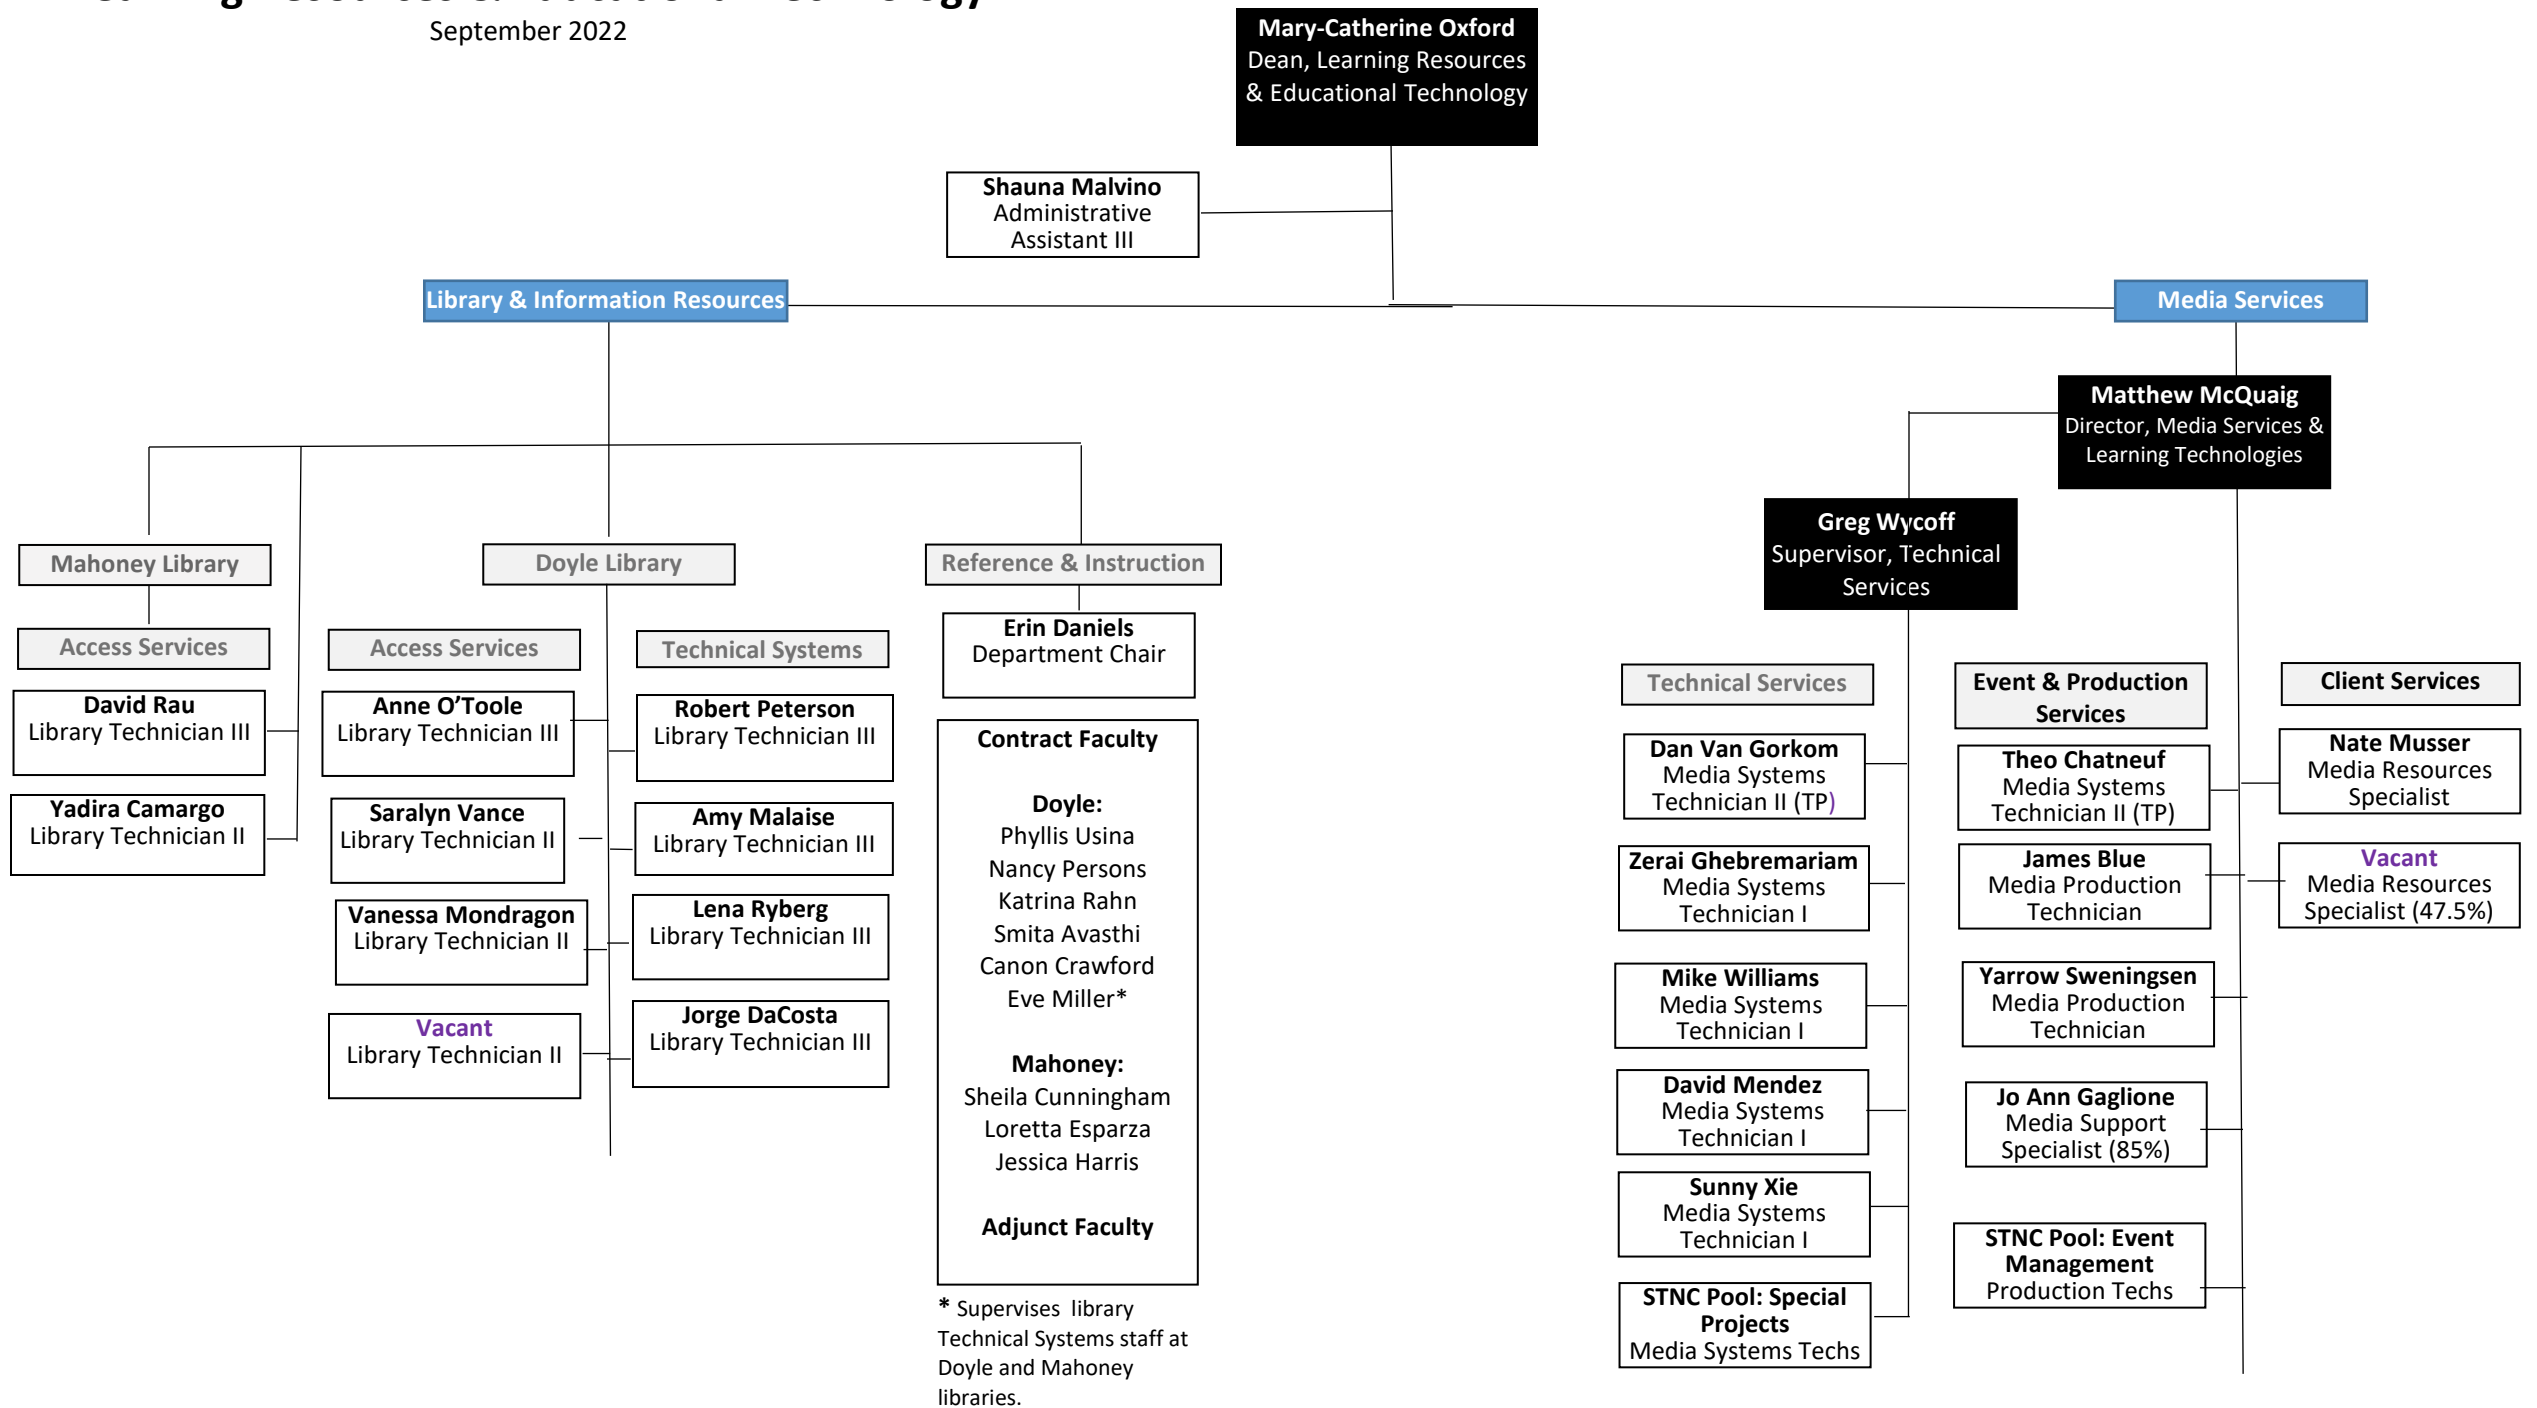 September 2022
Mary-Catherine Oxford
Dean, Learning Resources
& Educational Technology
Shauna Malvino
Administrative
Assistant III
Library & Information Resources
Media Services
Matthew McQuaig
Director, Media Services &
Learning Technologies
Greg Wycoff
Supervisor, Technical
Services
Mahoney Library
Access Services
David Rau
Library Technician III
Yadira Camargo
Library Technician II
Doyle Library
Access Services
Anne O’Toole
Library Technician III
Saralyn Vance
Library Technician II
Vanessa Mondragon
Library Technician II
Vacant
Library Technician II
Technical Systems
Robert Peterson
Library Technician III
Amy Malaise
Library Technician III
Lena Ryberg
Library Technician III
Jorge DaCosta
Library Technician III
Reference & Instruction
Erin Daniels
Department Chair
Contract Faculty
Doyle:
Phyllis Usina
Nancy Persons
Katrina Rahn
Smita Avasthi
Canon Crawford
Eve Miller*
Mahoney:
Sheila Cunningham
Loretta Esparza
Jessica Harris
Adjunct Faculty
* Supervises library
Technical Systems staff at
Doyle and Mahoney
libraries.
Technical Services
Dan Van Gorkom
Media Systems
Technician II (TP)
Zerai Ghebremariam
Media Systems
Technician I
Mike Williams
Media Systems
Technician I
David Mendez
Media Systems
Technician I
Sunny Xie
Media Systems
Technician I
STNC Pool: Special
Projects
Media Systems Techs
Event & Production
Services
Theo Chatneuf
Media Systems
Technician II (TP)
James Blue
Media Production
Technician
Yarrow Sweningsen
Media Production
Technician
Jo Ann Gaglione
Media Support
Specialist (85%)
STNC Pool: Event
Management
Production Techs
Client Services
Nate Musser
Media Resources
Specialist
Vacant
Media Resources
Specialist (47.5%)